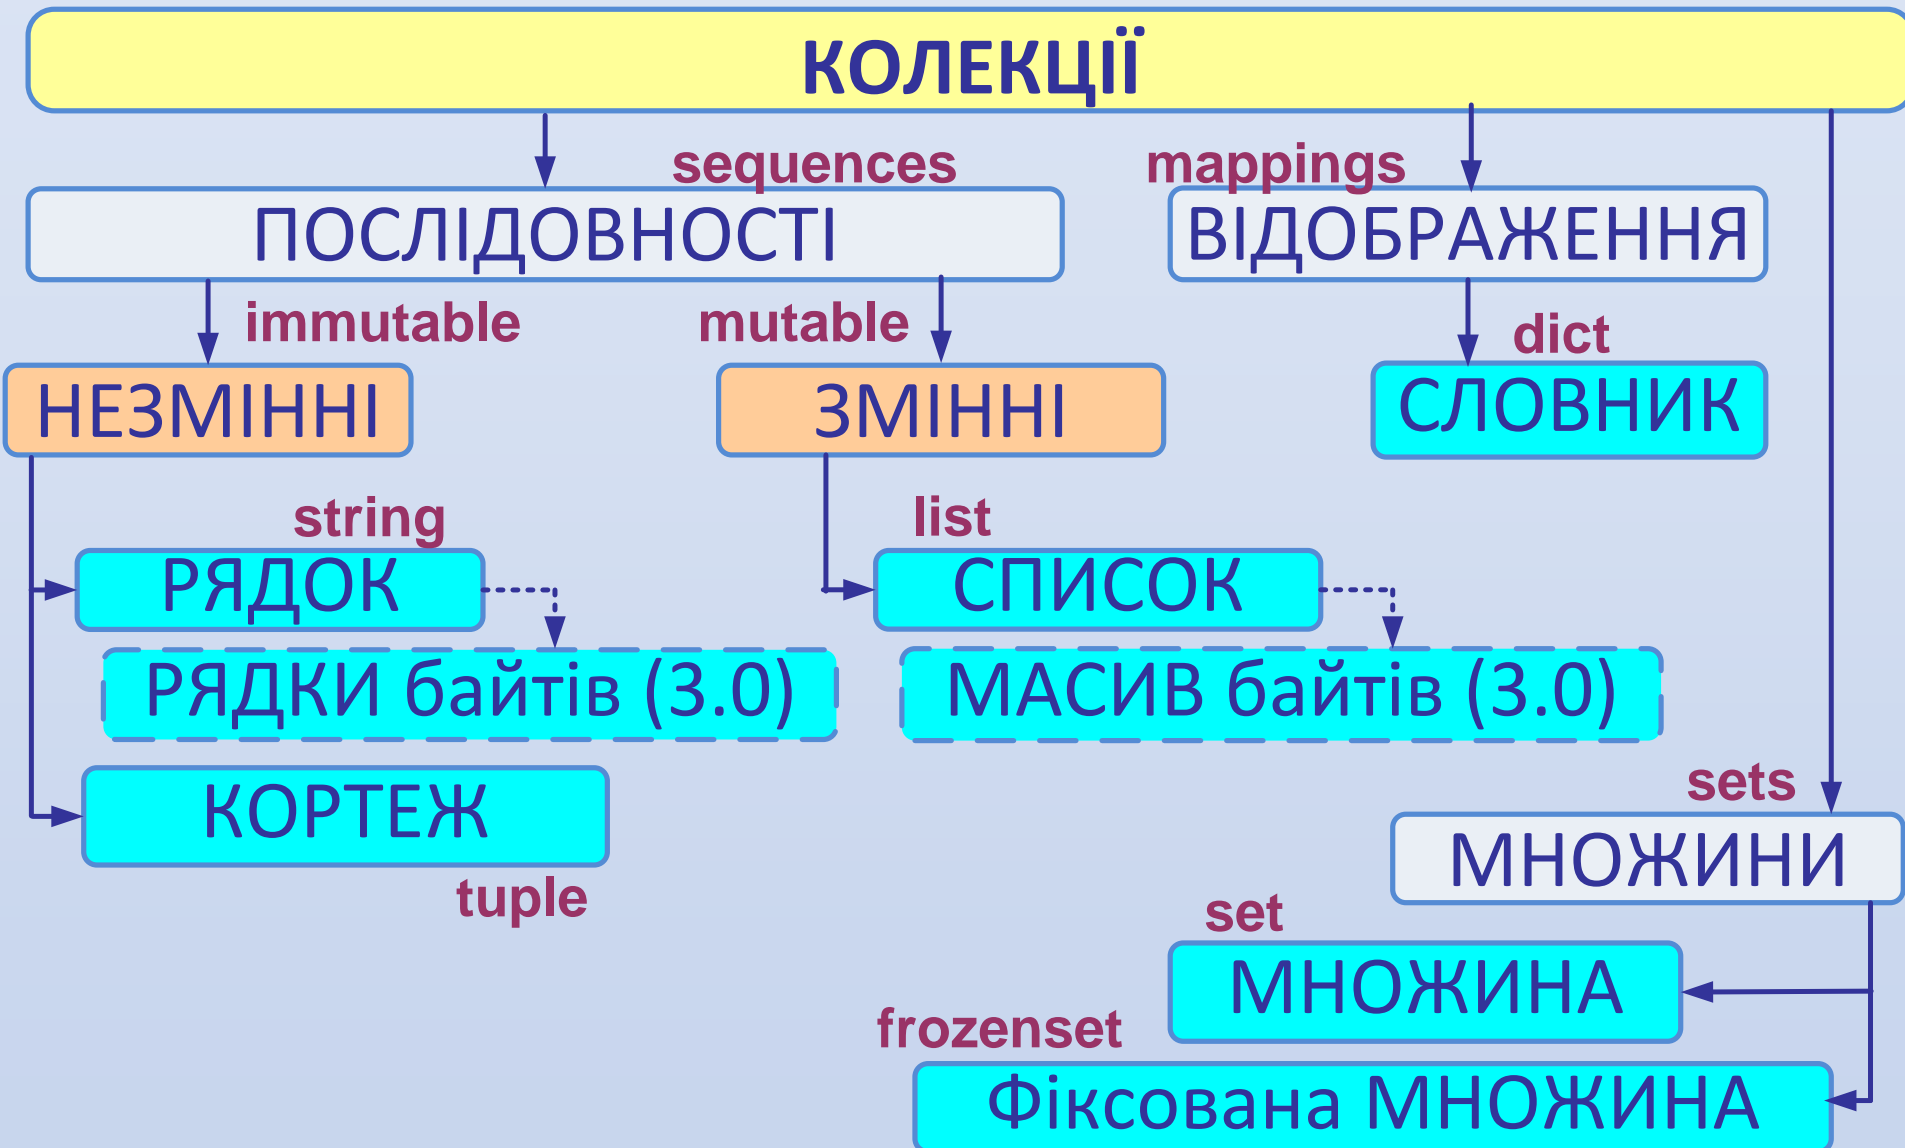 КОЛЕКЦІЇ
sequences
mappings
ПОСЛІДОВНОСТІ
ВІДОБРАЖЕННЯ
immutable
mutable
dict
НЕЗМІННІ
ЗМІННІ
СЛОВНИК
string
list
РЯДОК
СПИСОК
РЯДКИ байтів (3.0)
МАСИВ байтів (3.0)
sets
КОРТЕЖ
МНОЖИНИ
tuple
set
МНОЖИНА
frozenset
Фіксована МНОЖИНА